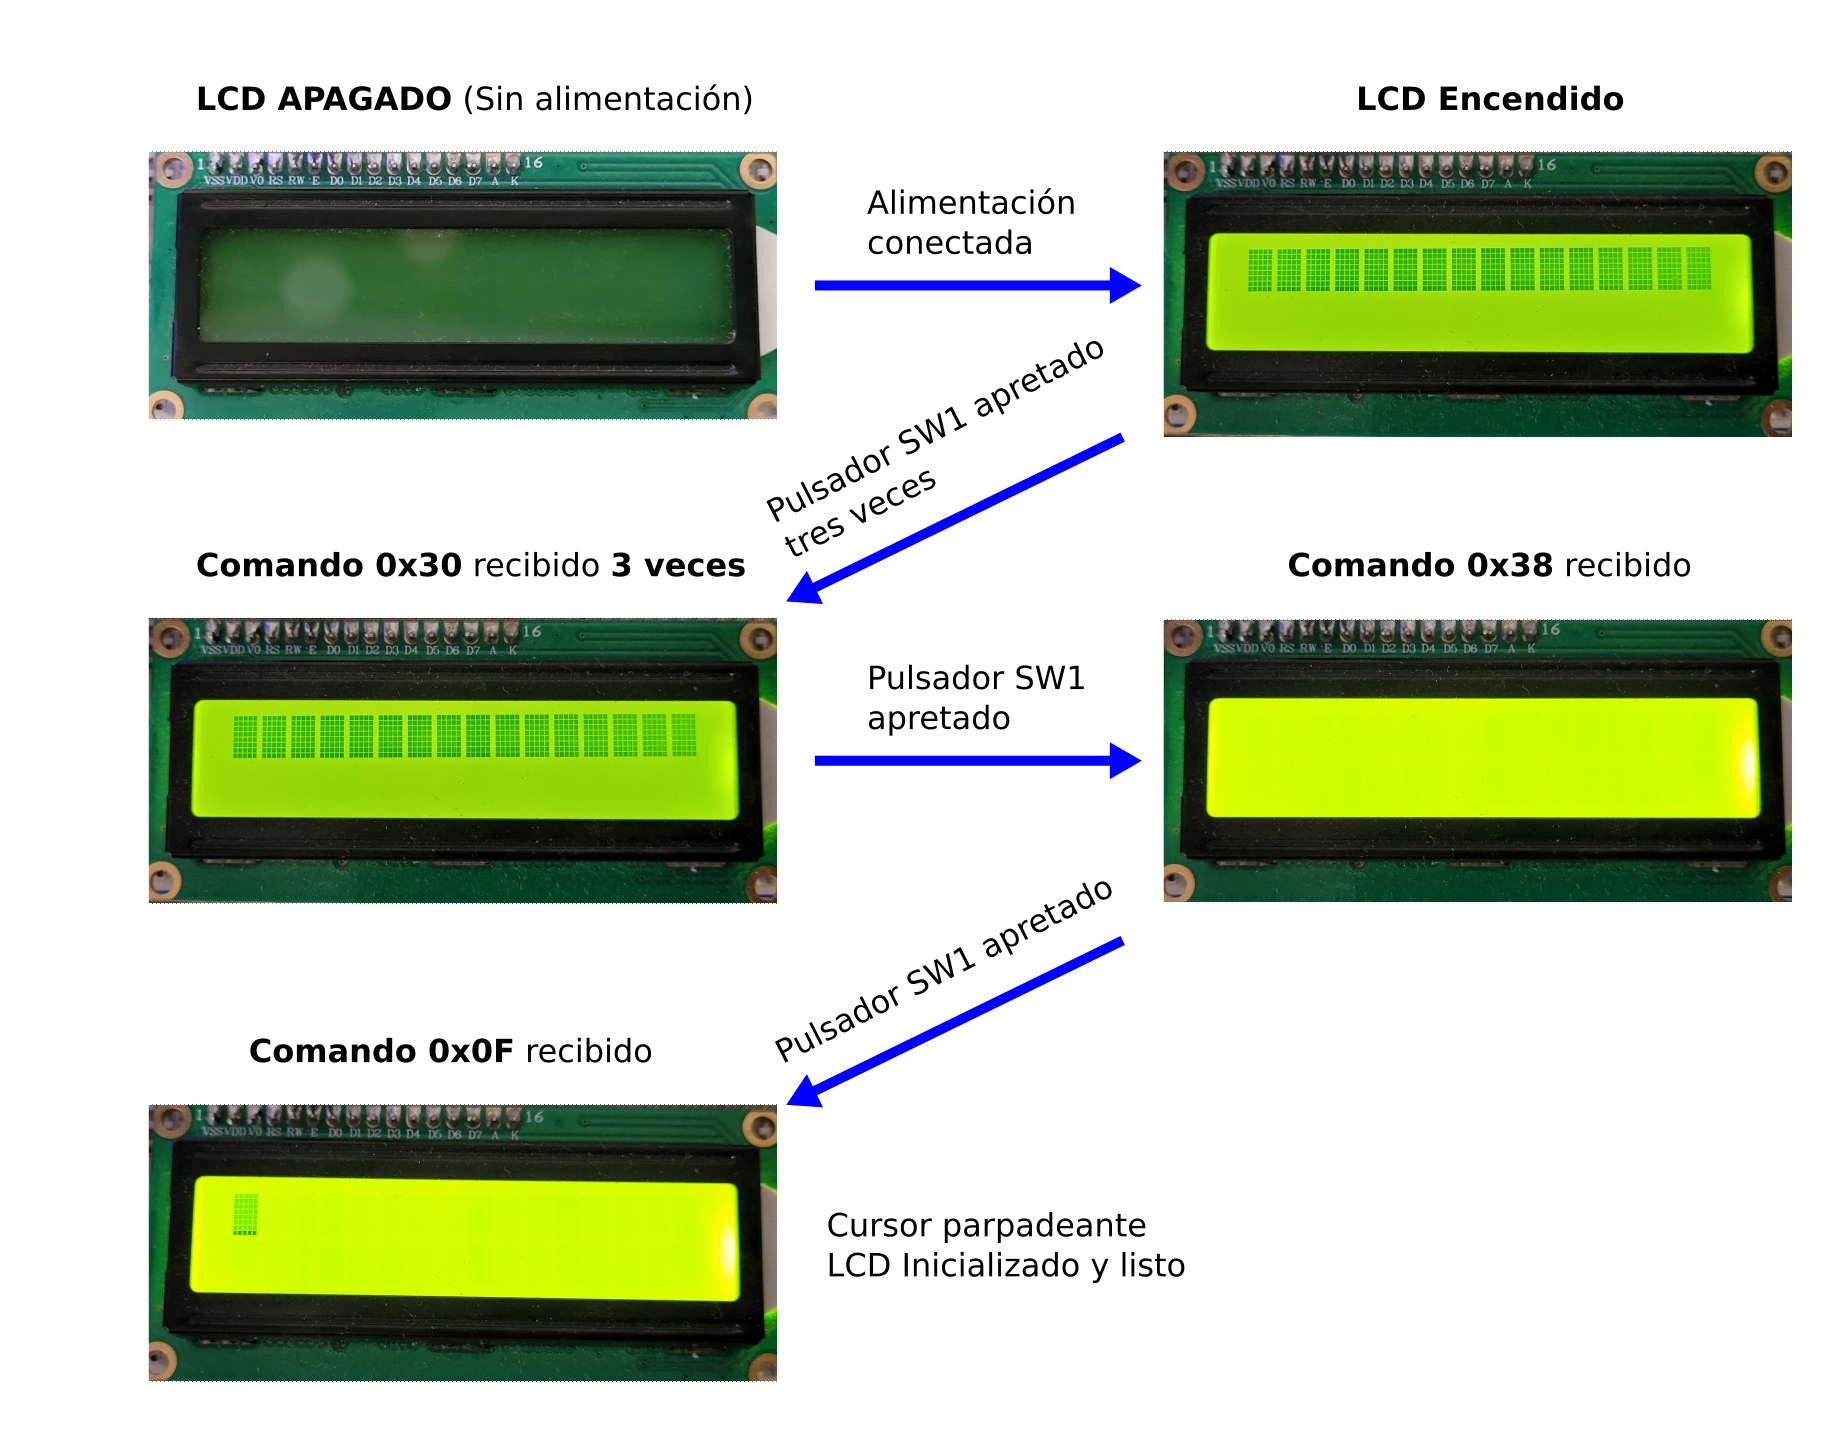 LCD APAGADO (Sin alimentación)
LCD Encendido
1 16
VSS VDD V0 RS RW E D0 D1 D2 D3 D4 D5 D6 D7 A K
Alimentación
conectada
1 16
VSS VDD V0 RS RW E D0 D1 D2 D3 D4 D5 D6 D7 A K
Pulsador SW1 apretado
tres veces
Comando 0x30 recibido 3 veces
Comando 0x38 recibido
1 16
VSS VDD V0 RS RW E D0 D1 D2 D3 D4 D5 D6 D7 A K
Pulsador SW1
apretado
1 16
VSS VDD V0 RS RW E D0 D1 D2 D3 D4 D5 D6 D7 A K
Pulsador SW1 apretado
Comando 0x0F recibido
1 16
VSS VDD V0 RS RW E D0 D1 D2 D3 D4 D5 D6 D7 A K
Cursor parpadeante
LCD Inicializado y listo